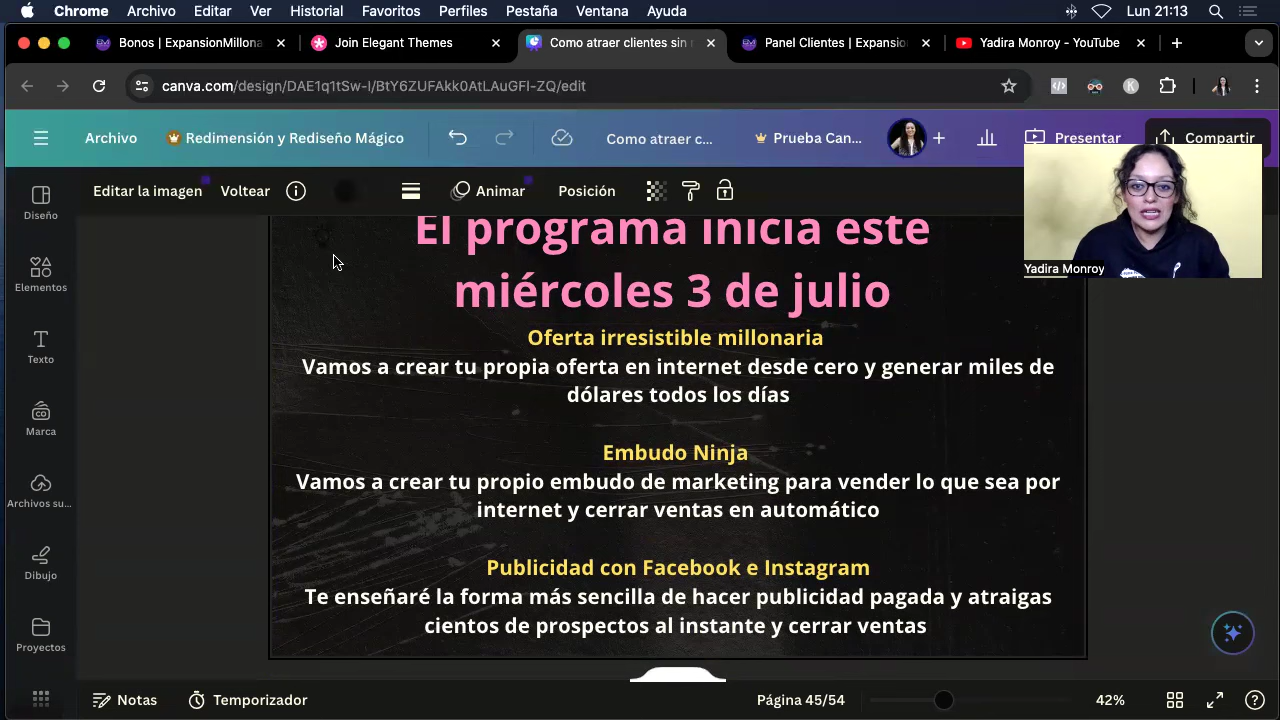 Chrome Archivo Editar Ver Historial Favoritos Perfiles Pestaña Ventana Ayuda Lun 21:13
Bonos | ExpansionMillona Join Elegant Themes Como atraer clientes sin Panel Clientes | Expansio Yadira Monroy - YouTube
canva.com/design/DAE1q1tSw-I/BtY6ZUFAkk0AtLAuGFI-ZQ/edit
Archivo Redimensión y Rediseño Mágico Como atraer c... Prueba Can... Presentar Compartir
Editar la imagen Voltear Animar Posición
Yadira Monroy
Diseño
Elementos
Texto
Marca
Archivos su...
Dibujo
Proyectos
El programa inicia este
miércoles 3 de julio
Oferta irresistible millonaria
Vamos a crear tu propia oferta en internet desde cero y generar miles de
dólares todos los días
Embudo Ninja
Vamos a crear tu propio embudo de marketing para vender lo que sea por
internet y cerrar ventas en automático
Publicidad con Facebook e Instagram
Te enseñaré la forma más sencilla de hacer publicidad pagada y atraigas
cientos de prospectos al instante y cerrar ventas
Notas Temporizador Página 45/54 42%